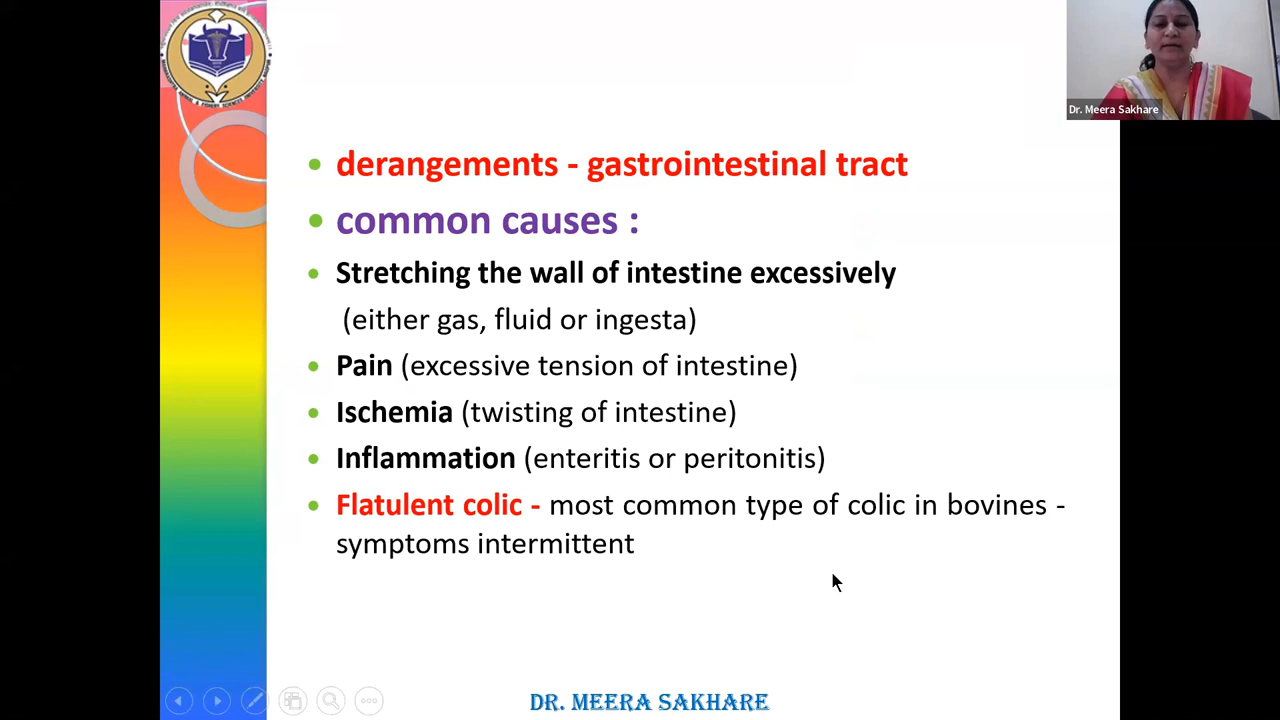 Dr. Meera Sakhare
derangements - gastrointestinal tract
common causes :
Stretching the wall of intestine excessively
(either gas, fluid or ingesta)
Pain (excessive tension of intestine)
Ischemia (twisting of intestine)
Inflammation (enteritis or peritonitis)
Flatulent colic - most common type of colic in bovines -
symptoms intermittent
DR. MEERA SAKHARE